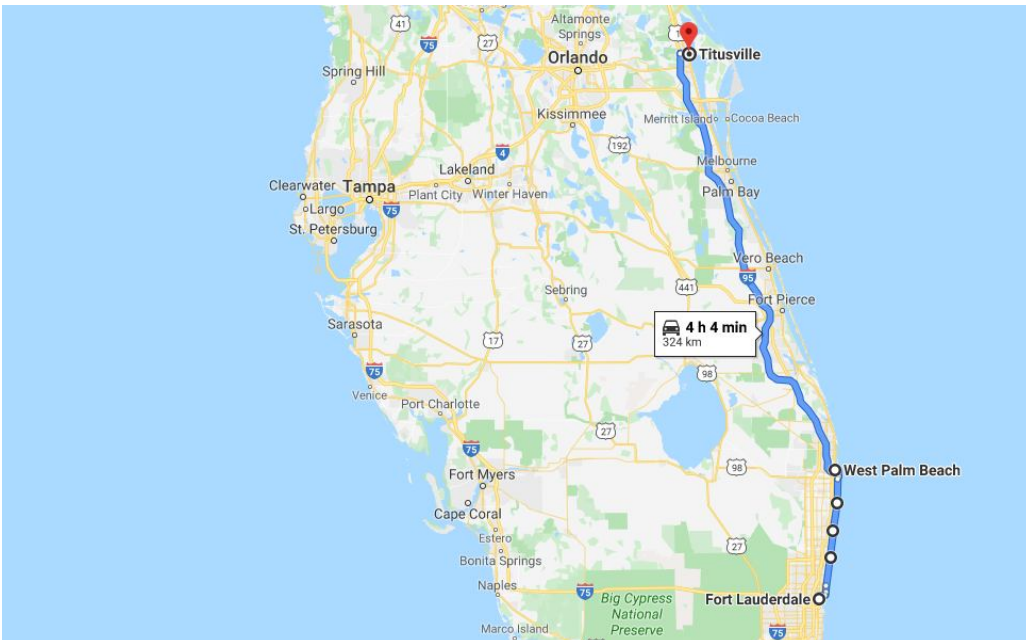 41
Altamonte
Springs
75
27
Orlando
1
Titusville
Spring Hill
Kissimmee
Merritt Island
Cocoa Beach
192
4
Melbourne
Lakeland
Clearwater
Tampa
Plant City
Winter Haven
Palm Bay
Largo
75
St. Petersburg
Vero Beach
95
Sebring
441
Fort Pierce
4 h 4 min
324 km
Sarasota
17
27
98
75
Venice
Port Charlotte
27
75
98
West Palm Beach
Fort Myers
Cape Coral
Estero
27
Bonita Springs
Naples
75
Big Cypress
National
Preserve
Fort Lauderdale
Marco Island
75